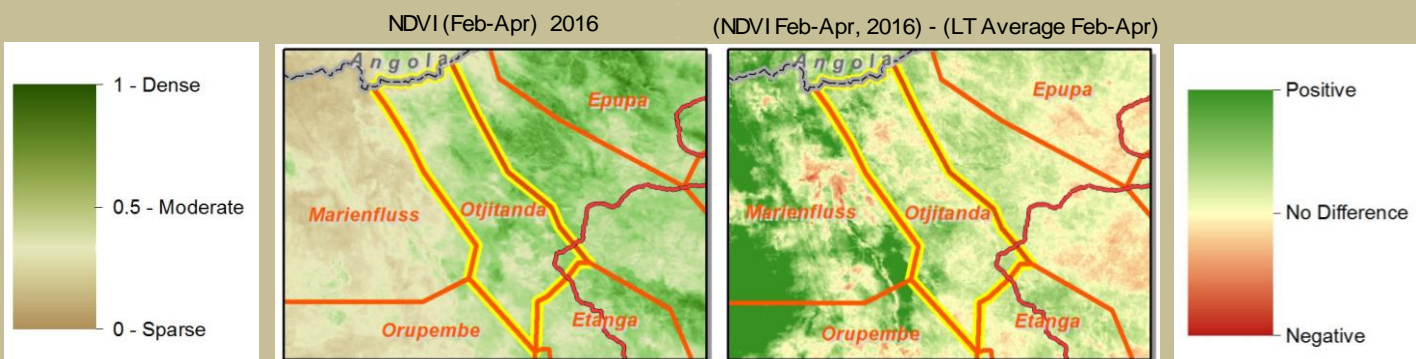 NDVI (Feb-Apr) 2016
(NDVI Feb-Apr, 2016) - (LT Average Feb-Apr)
1 - Dense
0.5 - Moderate
0 - Sparse
Angola
Epupa
Marienfluss
Otjitanda
Orupembe
Etanga
Angola
Epupa
Marienfluss
Otjitanda
Orupembe
Etanga
Positive
No Difference
Negative